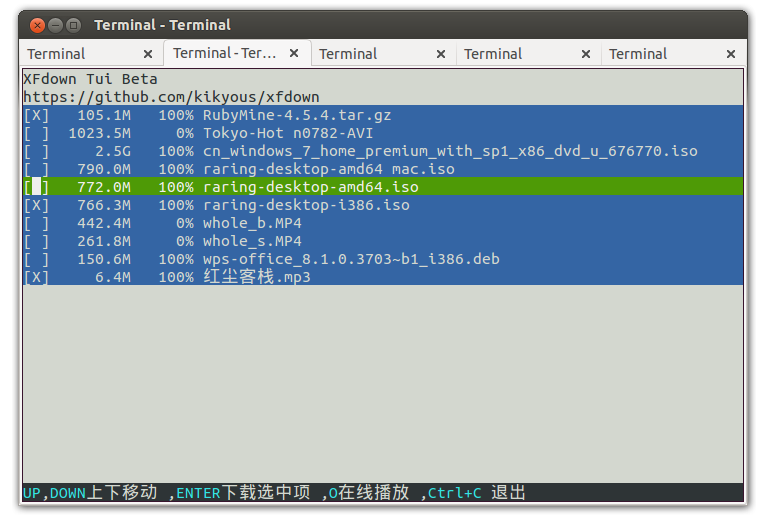 Terminal - Terminal
Terminal Terminal - Ter... Terminal Terminal Terminal
XFdown Tui Beta
https://github.com/kikyous/xfdown
[X] 105.1M 100% RubyMine-4.5.4.tar.gz
[ ] 1023.5M 0% Tokyo-Hot n0782-AVI
[ ] 2.5G 100% cn_windows_7_home_premium_with_sp1_x86_dvd_u_676770.iso
[ ] 790.0M 100% raring-desktop-amd64 mac.iso
[ ] 772.0M 100% raring-desktop-amd64.iso
[X] 766.3M 100% raring-desktop-i386.iso
[ ] 442.4M 0% whole_b.MP4
[ ] 261.8M 0% whole_s.MP4
[ ] 150.6M 100% wps-office_8.1.0.3703~b1_i386.deb
[X] 6.4M 100% 红尘客栈.mp3
UP,DOWN上下移动 ,ENTER下载选中项 ,O在线播放 ,Ctrl+C 退出